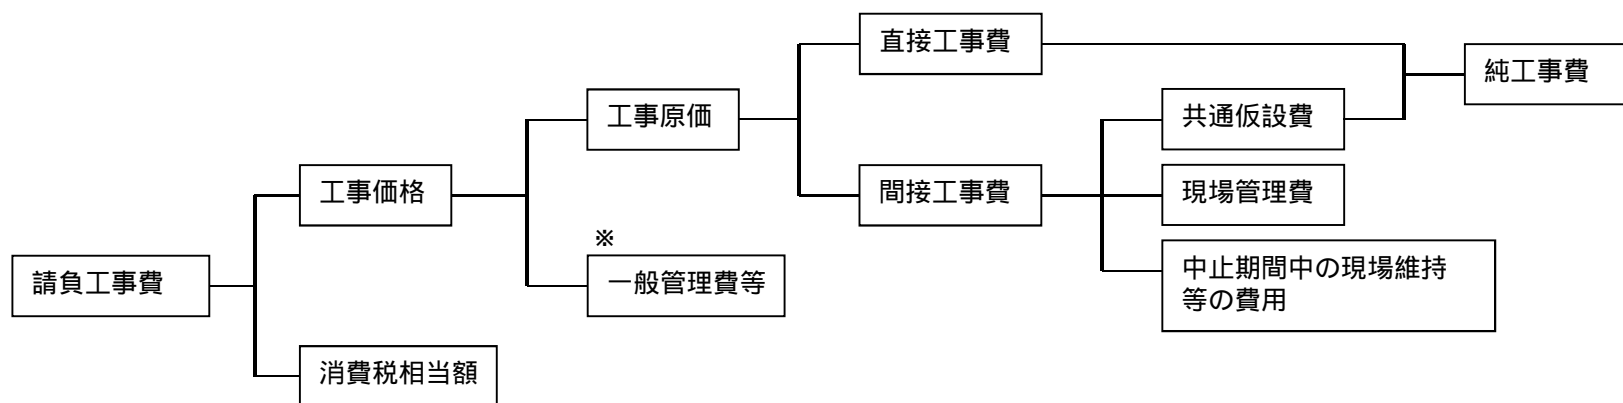 直接工事費
純工事費
工事原価
共通仮設費
工事価格
間接工事費
現場管理費
※
請負工事費
一般管理費等
中止期間中の現場維持
等の費用
消費税相当額